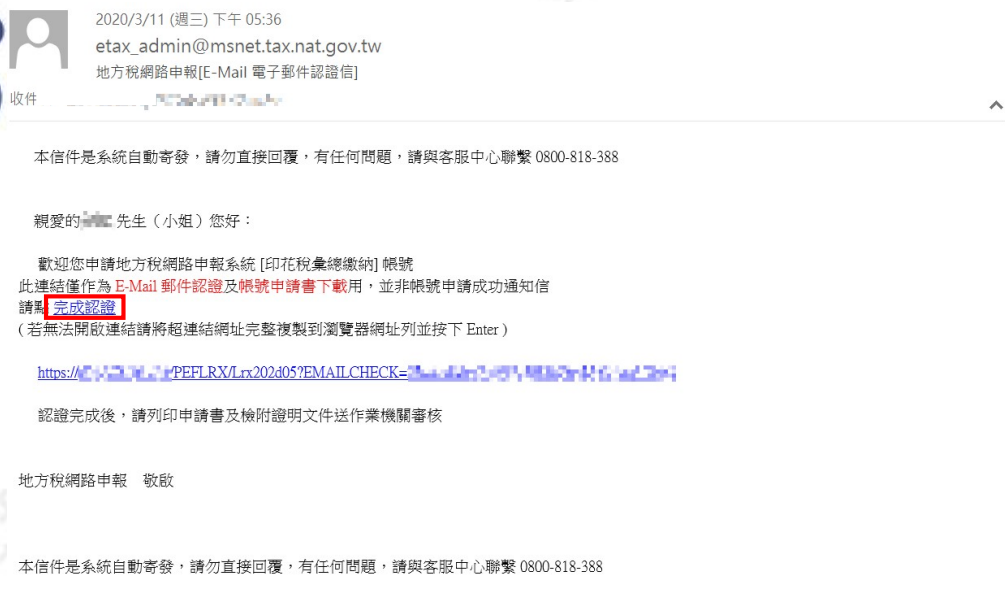 2020/3/11 (週三) 下午 05:36
etax_admin@msnet.tax.nat.gov.tw
地方稅網路申報[E-Mail 電子郵件認證信]
收件
本信件是系統自動寄發，請勿直接回覆，有任何問題，請與客服中心聯繫 0800-818-388
親愛的 先生（小姐）您好：
歡迎您申請地方稅網路申報系統 [印花稅彙總繳納] 帳號
此連結僅作為 E-Mail 郵件認證及帳號申請書下載用，並非帳號申請成功通知信
請點 完成認證
( 若無法開啟連結請將超連結網址完整複製到瀏覽器網址列並按下 Enter )
https:// /PEFLRX/Lrx202d05?EMAILCHECK=
認證完成後，請列印申請書及檢附證明文件送作業機關審核
地方稅網路申報 敬啟
本信件是系統自動寄發，請勿直接回覆，有任何問題，請與客服中心聯繫 0800-818-388